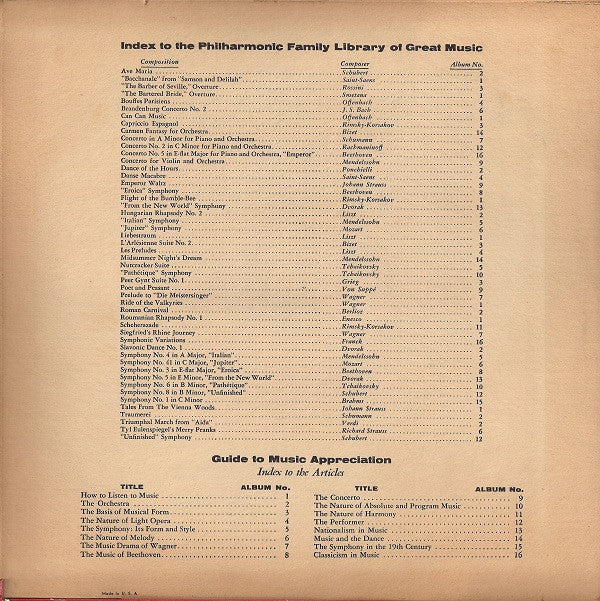 Index to the Philharmonic Family Library of Great Music
Composition Composer Album No.
Ave Maria Schubert 2
"Bacchanale" from "Samson and Delilah" Saint-Saens 1
"The Barber of Seville," Overture Rossini 3
"The Bartered Bride," Overture Smetana 1
Bouffes Parisiens Offenbach 4
Brandenburg Concerto No. 2 J. S. Bach 6
Can Can Music Offenbach 1
Capriccio Espagnol Rimsky-Korsakov 3
Carmen Fantasy for Orchestra Bizet 14
Concerto in A Minor for Piano and Orchestra Schumann 7
Concerto No. 2 in C Minor for Piano and Orchestra Rachmaninoff 12
Concerto No. 5 in E-flat Major for Piano and Orchestra, "Emperor" Beethoven 16
Concerto for Violin and Orchestra Mendelssohn 9
Dance of the Hours Ponchielli 2
Danse Macabre Saint-Saens 4
Emperor Waltz Johann Strauss 9
"Eroica" Symphony Beethoven 8
Flight of the Bumble-Bee Rimsky-Korsakov 1
"From the New World" Symphony Dvorak 13
Hungarian Rhapsody No. 2 Liszt 2
"Italian" Symphony Mendelssohn 5
"Jupiter" Symphony Mozart 6
Liebestraum Liszt 1
L'Arlesienne Suite No. 2 Bizet 3
Les Preludes Liszt 4
Midsummer Night's Dream Mendelssohn 14
Nutcracker Suite Tchaikovsky 5
"Pathétique" Symphony Tchaikovsky 10
Peer Gynt Suite No. 1 Grieg 3
Poet and Peasant Von Suppé 9
Prelude to "Die Meistersinger" Wagner 7
Ride of the Valkyries Wagner 1
Roman Carnival Berlioz 2
Roumanian Rhapsody No. 1 Enesco 1
Scheherazade Rimsky-Korsakov 11
Siegfried's Rhine Journey Wagner 7
Symphonic Variations Franck 16
Slavonic Dance No. 1 Dvorak 2
Symphony No. 4 in A Major, "Italian" Mendelssohn 5
Symphony No. 41 in C Major, "Jupiter" Mozart 6
Symphony No. 3 in E-flat Major, "Eroica" Beethoven 8
Symphony No. 5 in E Minor, "From the New World" Dvorak 13
Symphony No. 6 in B Minor, "Pathétique" Tchaikovsky 10
Symphony No. 8 in B Minor, "Unfinished" Schubert 12
Symphony No. 1 in C Minor Brahms 15
Tales From The Vienna Woods Johann Strauss 1
Traumerei Schumann 2
Triumphal March from "Aida" Verdi 2
Tyl Eulenspiegel's Merry Pranks Richard Strauss 6
"Unfinished" Symphony Schubert 12
Guide to Music Appreciation
Index to the Articles
TITLE ALBUM No.
How to Listen to Music 1
The Orchestra 2
The Basis of Musical Form 3
The Nature of Light Opera 4
The Symphony: Its Form and Style 5
The Nature of Melody 6
The Music Drama of Wagner 7
The Music of Beethoven 8
TITLE ALBUM No.
The Concerto 9
The Nature of Absolute and Program Music 10
The Nature of Harmony 11
The Performer 12
Nationalism in Music 13
Music and the Dance 14
The Symphony in the 19th Century 15
Classicism in Music 16
Made in U. S. A.